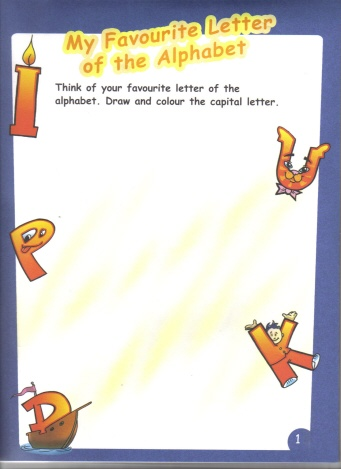 My Favourite Letter
of the Alphabet
Think of your favourite letter of the
alphabet. Draw and colour the capital letter.
I
U
P
K
D
1